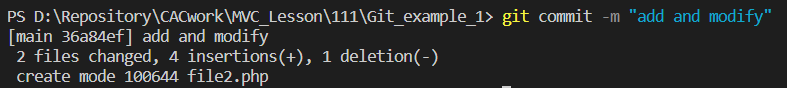 PS D:\Repository\CACwork\MVC_Lesson\111\Git_example_1> git commit -m "add and modify"
[main 36a84ef] add and modify
 2 files changed, 4 insertions(+), 1 deletion(-)
 create mode 100644 file2.php